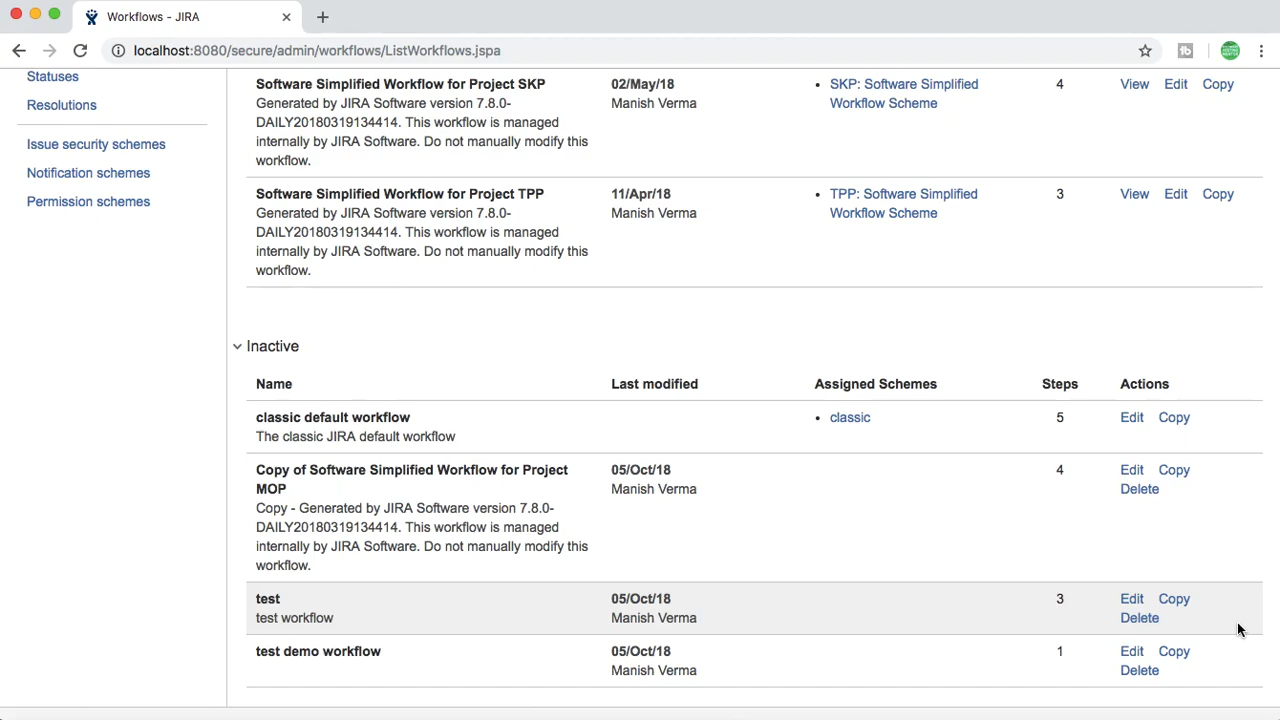 Workflows - JIRA
localhost:8080/secure/admin/workflows/ListWorkflows.jspa
Statuses
Resolutions
Issue security schemes
Notification schemes
Permission schemes
Software Simplified Workflow for Project SKP
Generated by JIRA Software version 7.8.0-
DAILY20180319134414. This workflow is managed
internally by JIRA Software. Do not manually modify this
workflow.
02/May/18
Manish Verma
• SKP: Software Simplified
Workflow Scheme
4
View Edit Copy
Software Simplified Workflow for Project TPP
Generated by JIRA Software version 7.8.0-
DAILY20180319134414. This workflow is managed
internally by JIRA Software. Do not manually modify this
workflow.
11/Apr/18
Manish Verma
• TPP: Software Simplified
Workflow Scheme
3
View Edit Copy
Inactive
Name Last modified Assigned Schemes Steps Actions
classic default workflow
The classic JIRA default workflow
• classic
5
Edit Copy
Copy of Software Simplified Workflow for Project
MOP
Copy - Generated by JIRA Software version 7.8.0-
DAILY20180319134414. This workflow is managed
internally by JIRA Software. Do not manually modify this
workflow.
05/Oct/18
Manish Verma
4
Edit Copy
Delete
test
test workflow
05/Oct/18
Manish Verma
3
Edit Copy
Delete
test demo workflow
05/Oct/18
Manish Verma
1
Edit Copy
Delete